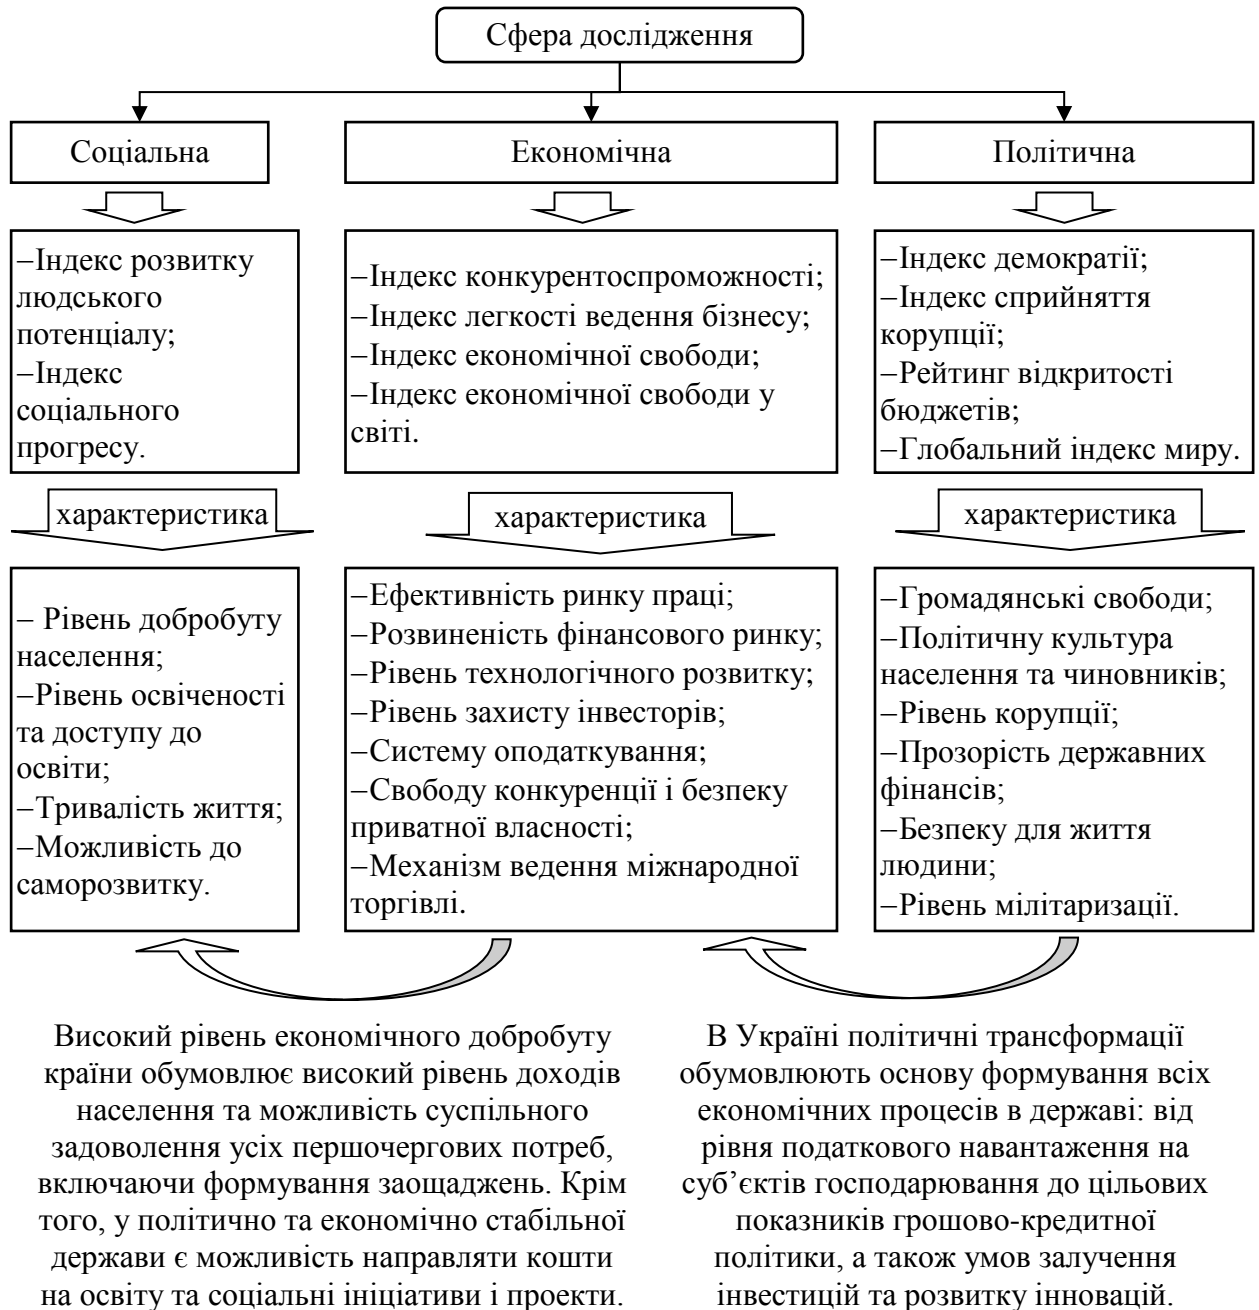 Сфера дослідження
Соціальна
Економічна
Політична
–Індекс розвитку
людського
потенціалу;
–Індекс
соціального
прогресу.
–Індекс конкурентоспроможності;
–Індекс легкості ведення бізнесу;
–Індекс економічної свободи;
–Індекс економічної свободи у
світі.
–Індекс демократії;
–Індекс сприйняття
корупції;
–Рейтинг відкритості
бюджетів;
–Глобальний індекс миру.
характеристика
характеристика
характеристика
– Рівень добробуту
населення;
–Рівень освіченості
та доступу до
освіти;
–Тривалість життя;
–Можливість до
саморозвитку.
–Ефективність ринку праці;
–Розвиненість фінансового ринку;
–Рівень технологічного розвитку;
–Рівень захисту інвесторів;
–Систему оподаткування;
–Свободу конкуренції і безпеку
приватної власності;
–Механізм ведення міжнародної
торгівлі.
–Громадянські свободи;
–Політичну культура
населення та чиновників;
–Рівень корупції;
–Прозорість державних
фінансів;
–Безпеку для життя
людини;
–Рівень мілітаризації.
Високий рівень економічного добробуту
країни обумовлює високий рівень доходів
населення та можливість суспільного
задоволення усіх першочергових потреб,
включаючи формування заощаджень. Крім
того, у політично та економічно стабільної
держави є можливість направляти кошти
на освіту та соціальні ініціативи і проекти.
В Україні політичні трансформації
обумовлюють основу формування всіх
економічних процесів в державі: від
рівня податкового навантаження на
суб’єктів господарювання до цільових
показників грошово-кредитної
політики, а також умов залучення
інвестицій та розвитку інновацій.